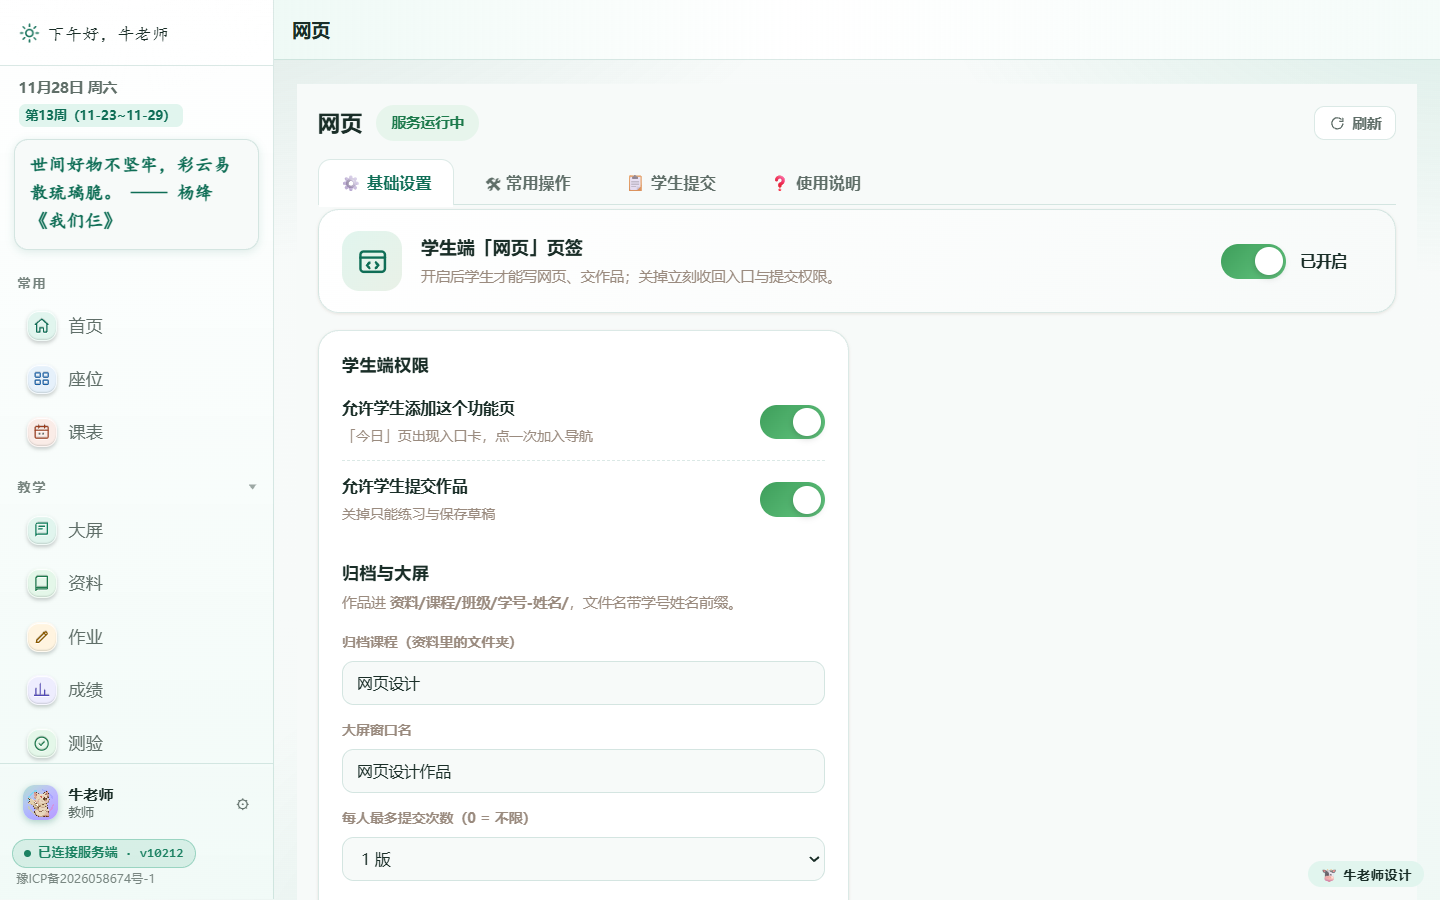 下午好，牛老师
11月28日 周六
第13周（11-23~11-29）
世间好物不坚牢，彩云易
散琉璃脆。 —— 杨绛
《我们仨》
常用
首页
座位
课表
教学
大屏
资料
作业
成绩
测验
牛老师
教师
已连接服务端 · v10212
豫ICP备2026058674号-1
网页
网页
服务运行中
刷新
基础设置
常用操作
学生提交
使用说明
学生端「网页」页签
开启后学生才能写网页、交作品；关掉立刻收回入口与提交权限。
已开启
学生端权限
允许学生添加这个功能页
「今日」页出现入口卡，点一次加入导航
允许学生提交作品
关掉只能练习与保存草稿
归档与大屏
作品进 资料/课程/班级/学号-姓名/，文件名带学号姓名前缀。
归档课程（资料里的文件夹）
网页设计
大屏窗口名
网页设计作品
每人最多提交次数（0 = 不限）
1 版
牛老师设计